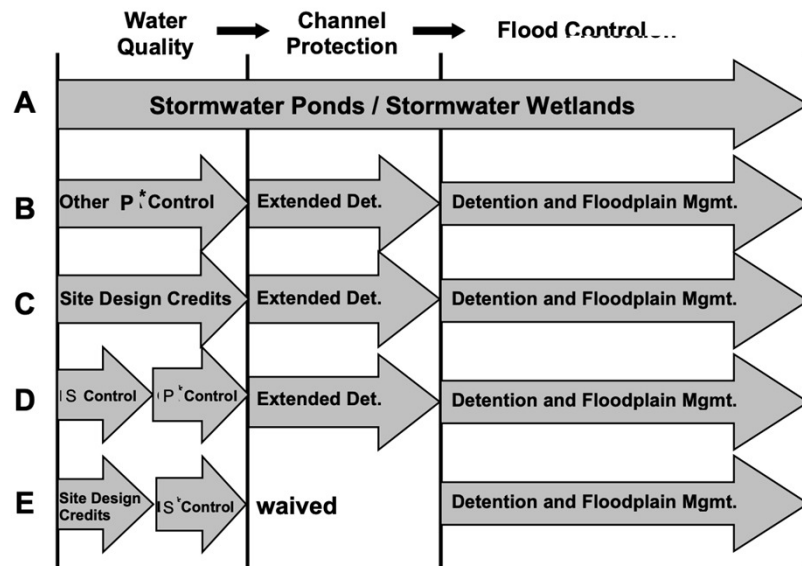 Water Quality
Channel Protection
Flood Control
A
Stormwater Ponds / Stormwater Wetlands
B
Other P * Control
Extended Det.
Detention and Floodplain Mgmt.
C
Site Design Credits
Extended Det.
Detention and Floodplain Mgmt.
D
S Control
P * Control
Extended Det.
Detention and Floodplain Mgmt.
E
Site Design
Credits
S Control
waived
Detention and Floodplain Mgmt.